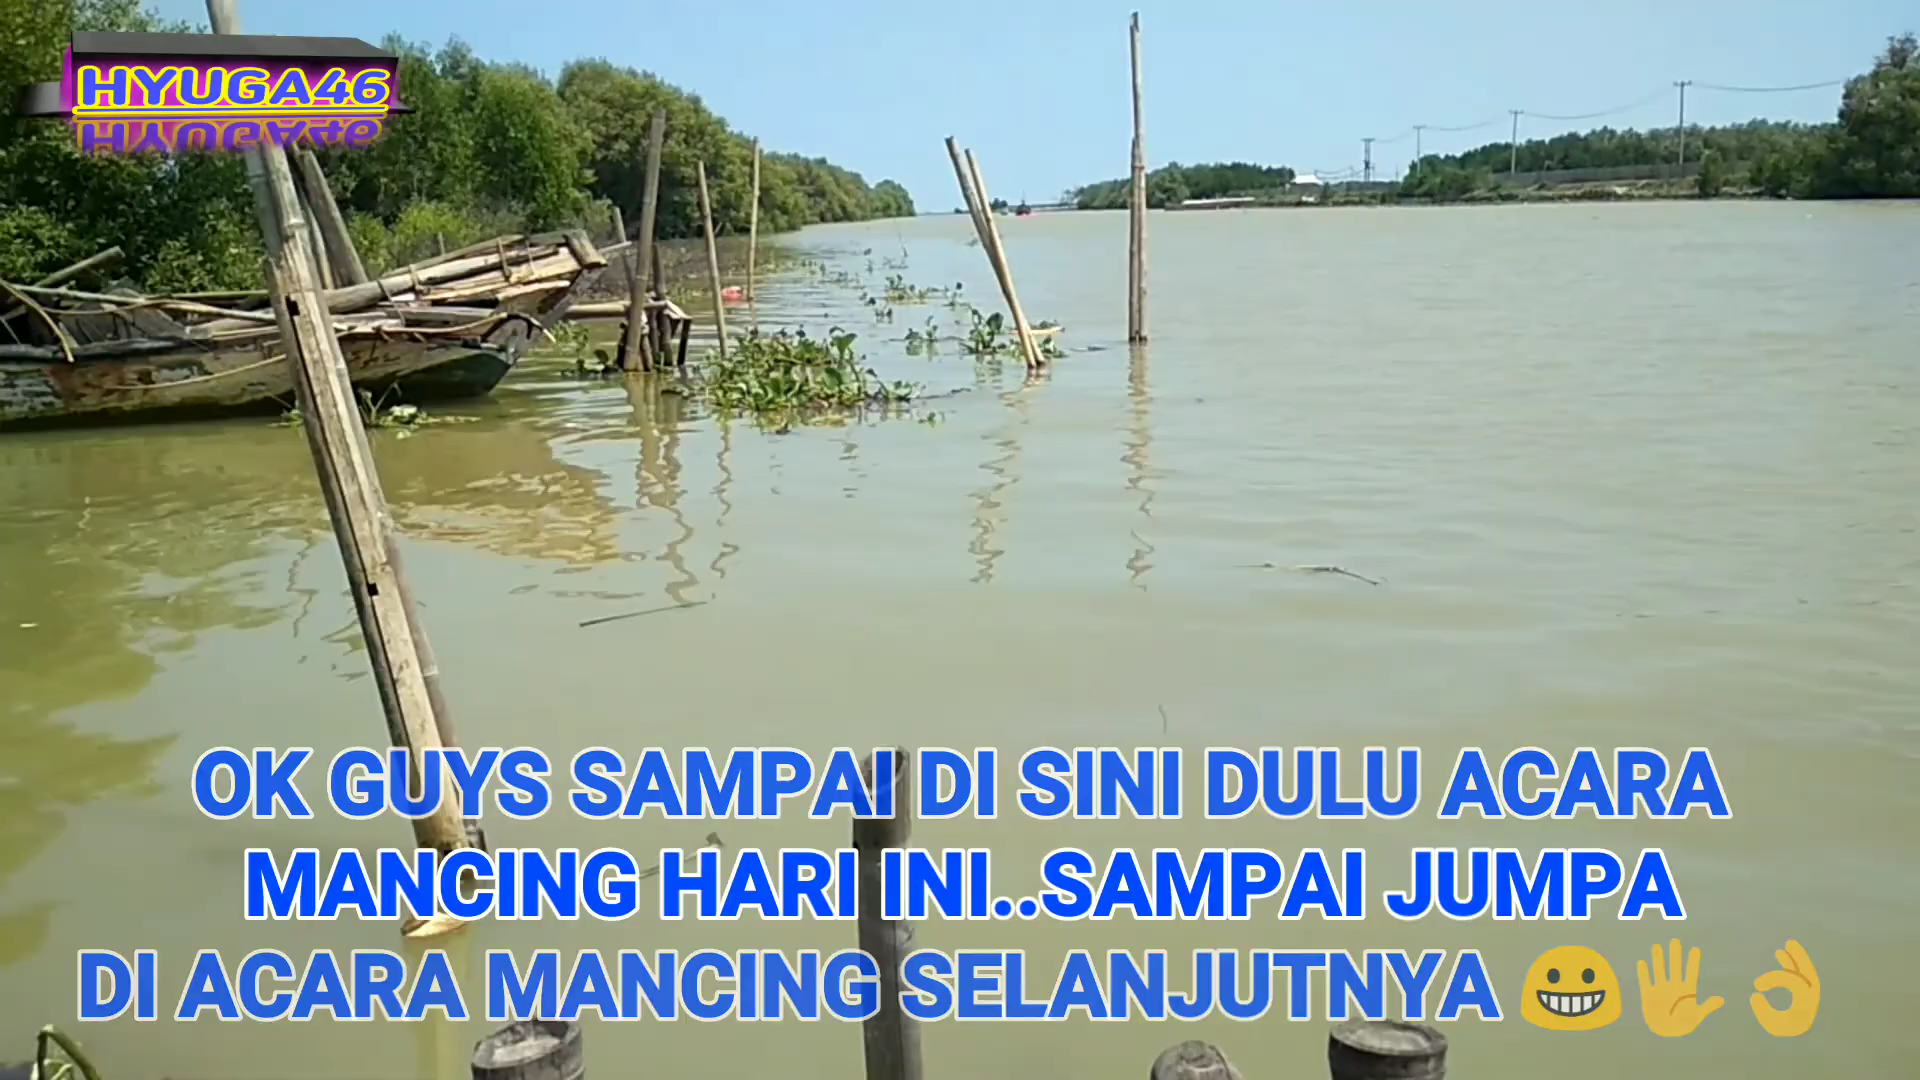 HYUGA46
OK GUYS SAMPAI DI SINI DULU ACARA
MANCING HARI INI..SAMPAI JUMPA
DI ACARA MANCING SELANJUTNYA 😀🖐👌